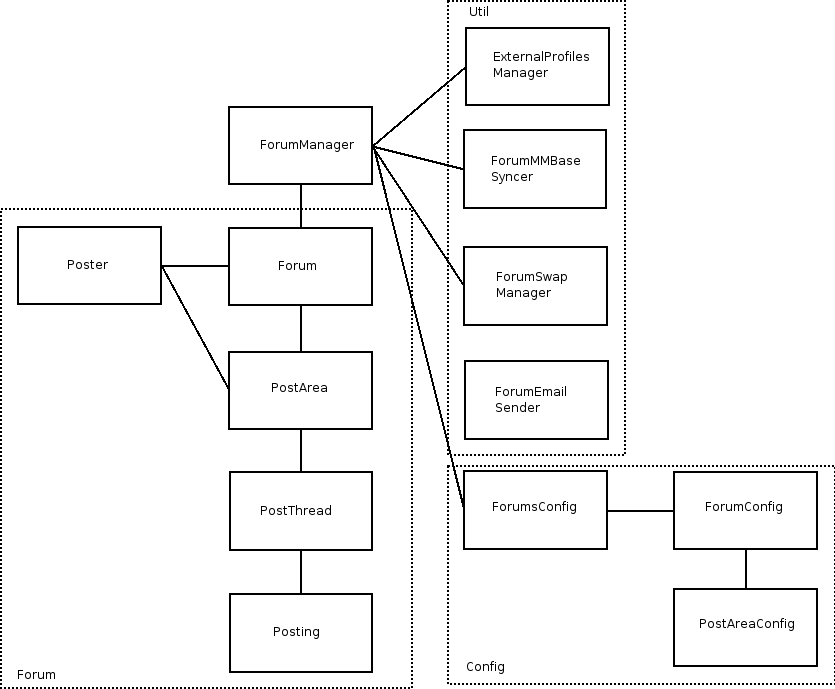 Util
ExternalProfiles
Manager
ForumManager
ForumMMBase
Syncer
Poster
Forum
ForumSwap
Manager
PostArea
ForumEmail
Sender
PostThread
ForumsConfig
ForumConfig
Posting
PostAreaConfig
Config
Forum